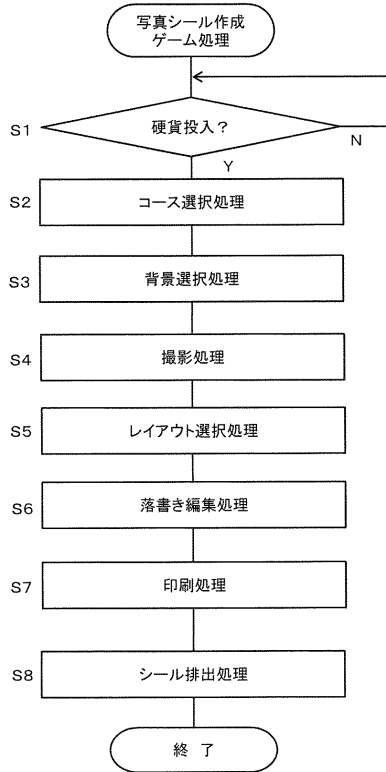 写真シール作成
ゲーム処理
S1
硬貨投入？
N
Y
S2
コース選択処理
S3
背景選択処理
S4
撮影処理
S5
レイアウト選択処理
S6
落書き編集処理
S7
印刷処理
S8
シール排出処理
終 了